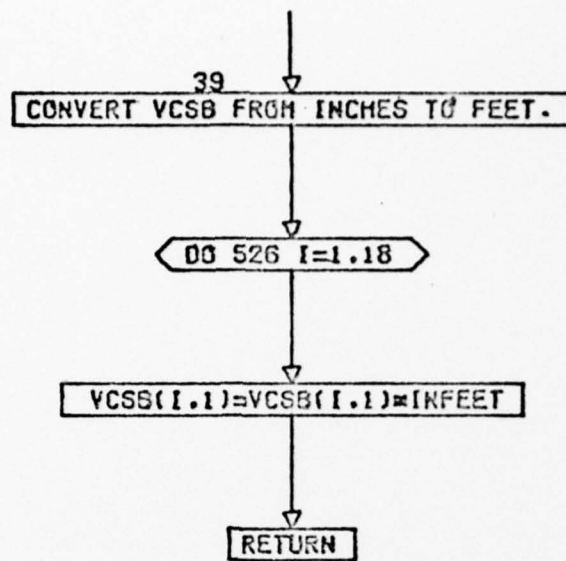 39
CONVERT VCSB FROM INCHES TO FEET.
DO 526 I=1.18
VCSB(I.1)=VCSB(I.1)*INFEET
RETURN